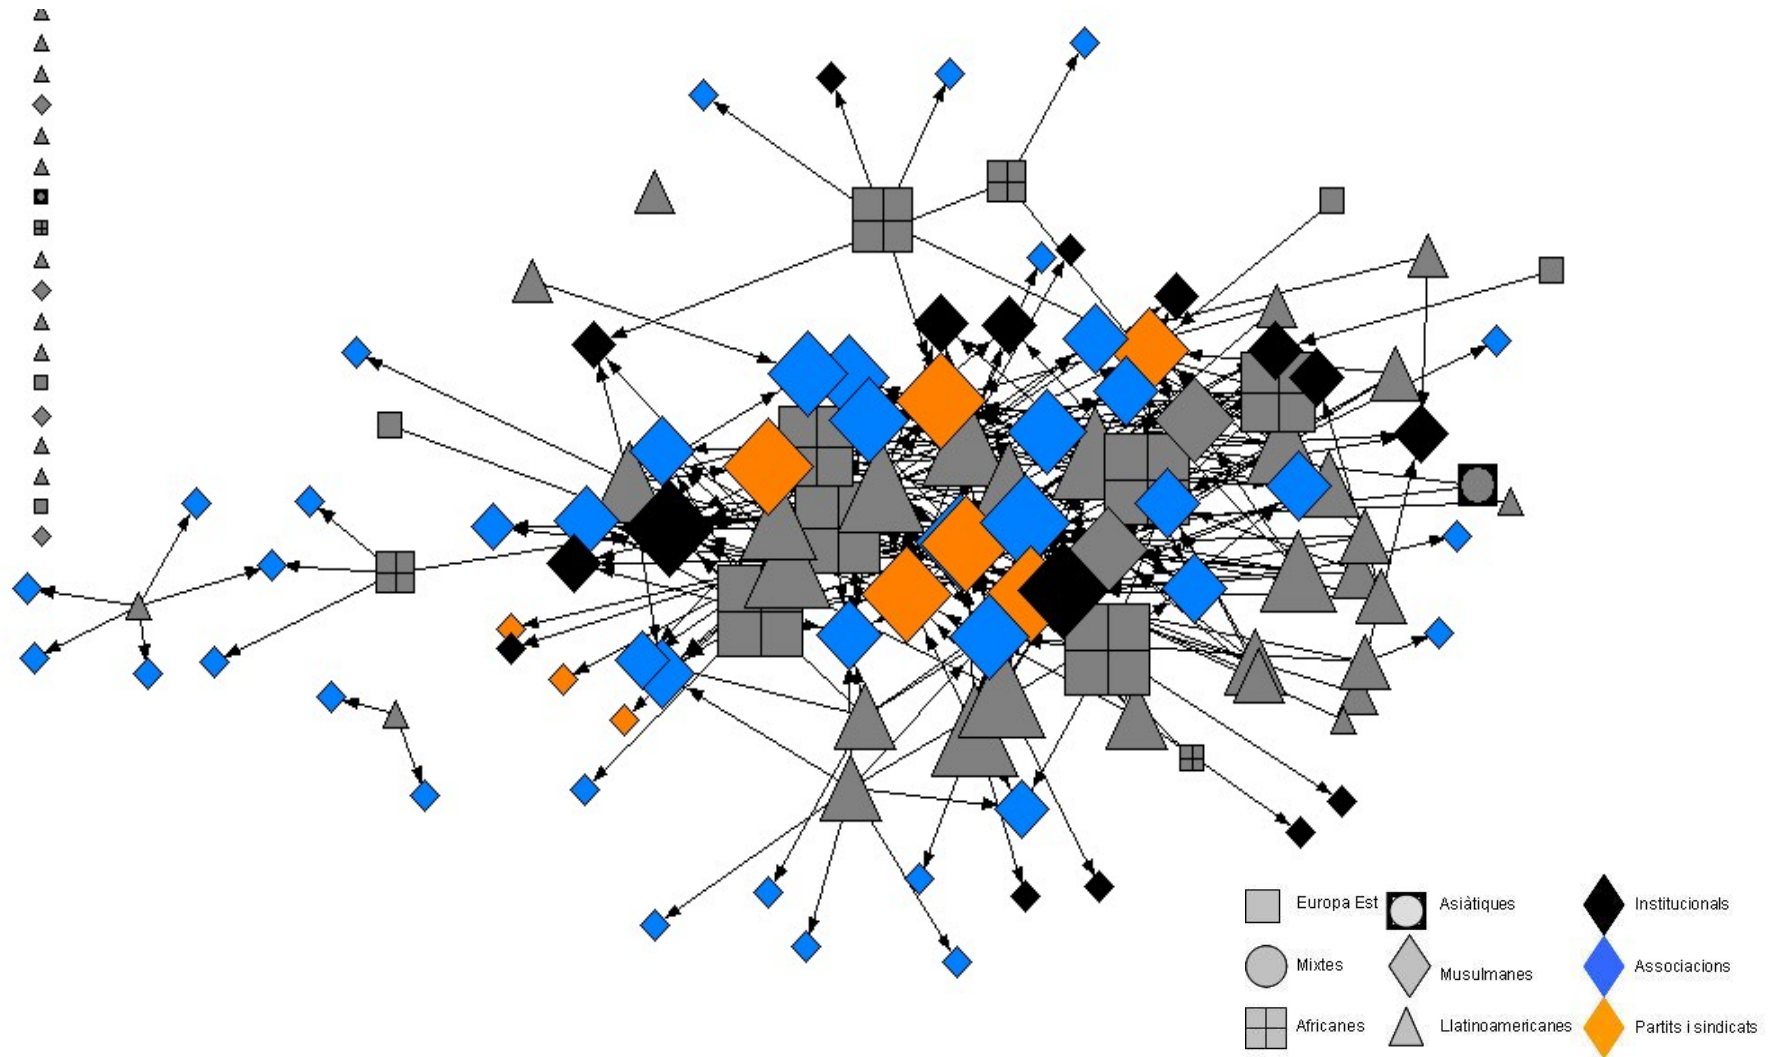 Europa Est
Asiàtiques
Institucionals
Mixtes
Musulmanes
Associacions
Africanes
Llatinoamericanes
Partits i sindicats